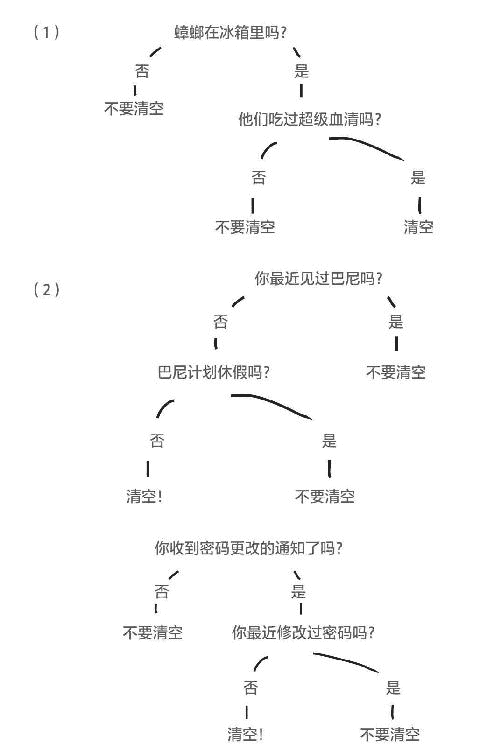 （1）
蟑螂在冰箱里吗？
否 是
不要清空
他们吃过超级血清吗？
否 是
不要清空 清空
（2）
你最近见过巴尼吗？
否 是
巴尼计划休假吗？ 不要清空
否 是
清空！ 不要清空
你收到密码更改的通知了吗？
否 是
不要清空 你最近修改过密码吗？
否 是
清空！ 不要清空